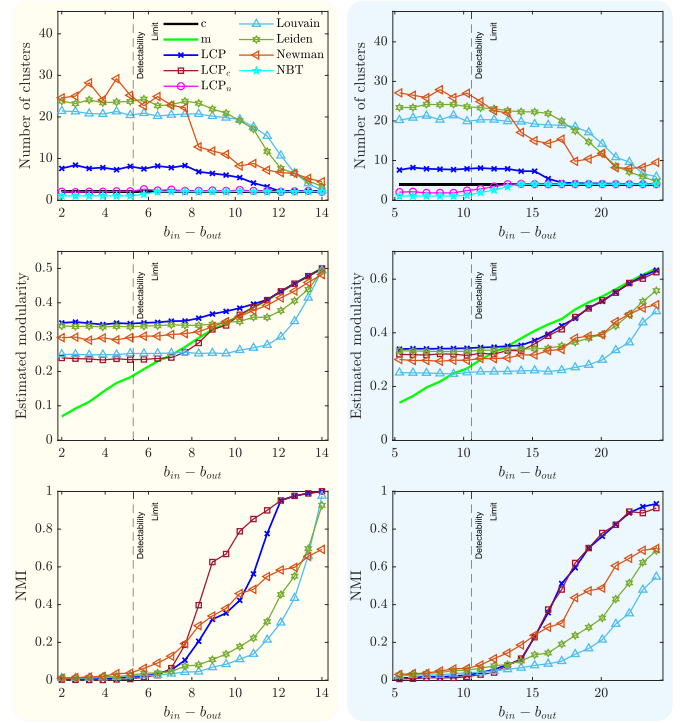 Number of clusters
40
30
20
10
0
2 4 6 8 10 12 14
b_in − b_out
Detectability
Limit
c
m
LCP
LCP_c
LCP_n
Louvain
Leiden
Newman
NBT
Number of clusters
40
30
20
10
0
5 10 15 20
b_in − b_out
Detectability
Limit
Estimated modularity
0.5
0.4
0.3
0.2
0.1
0
2 4 6 8 10 12 14
b_in − b_out
Detectability
Limit
Estimated modularity
0.6
0.4
0.2
0
5 10 15 20
b_in − b_out
Detectability
Limit
NMI
1
0.8
0.6
0.4
0.2
0
2 4 6 8 10 12 14
b_in − b_out
Detectability
Limit
NMI
1
0.8
0.6
0.4
0.2
0
5 10 15 20
b_in − b_out
Detectability
Limit